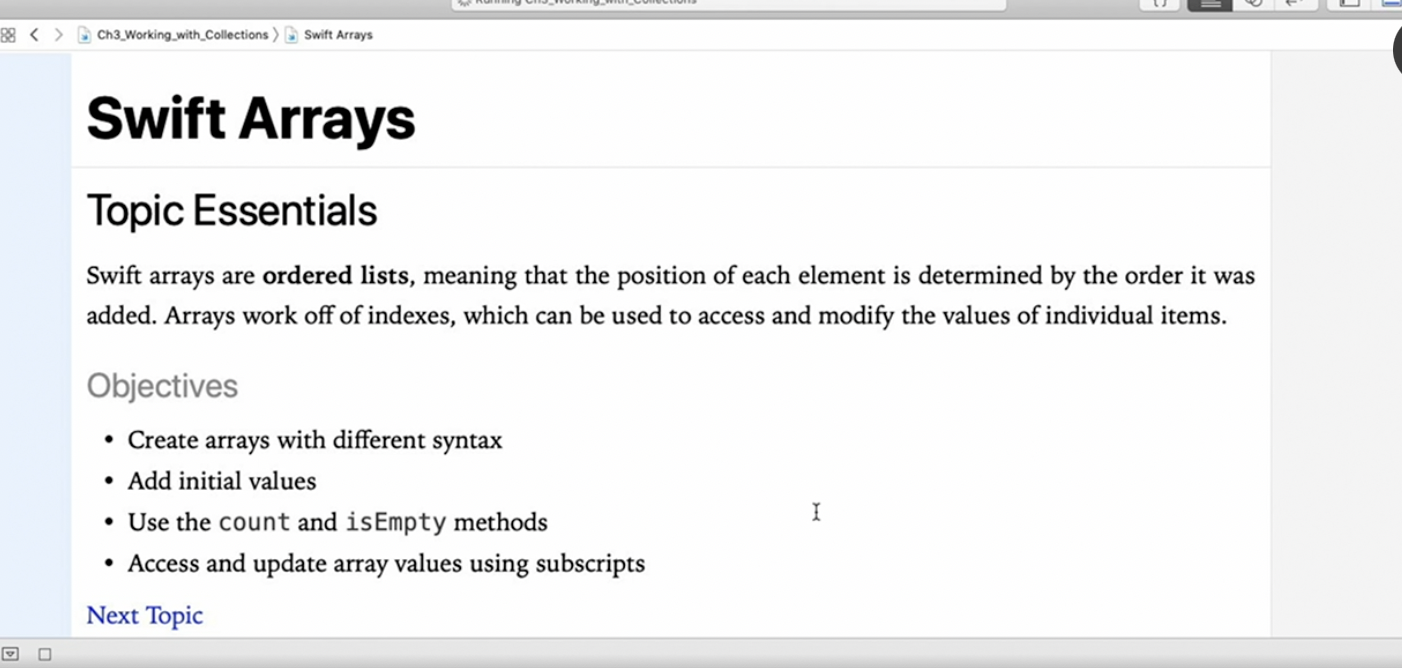 Running Ch3_Working_with_Collections
Ch3_Working_with_Collections 〉 Swift Arrays
Swift Arrays
Topic Essentials
Swift arrays are ordered lists, meaning that the position of each element is determined by the order it was
added. Arrays work off of indexes, which can be used to access and modify the values of individual items.
Objectives
• Create arrays with different syntax
• Add initial values
• Use the count and isEmpty methods
• Access and update array values using subscripts
Next Topic